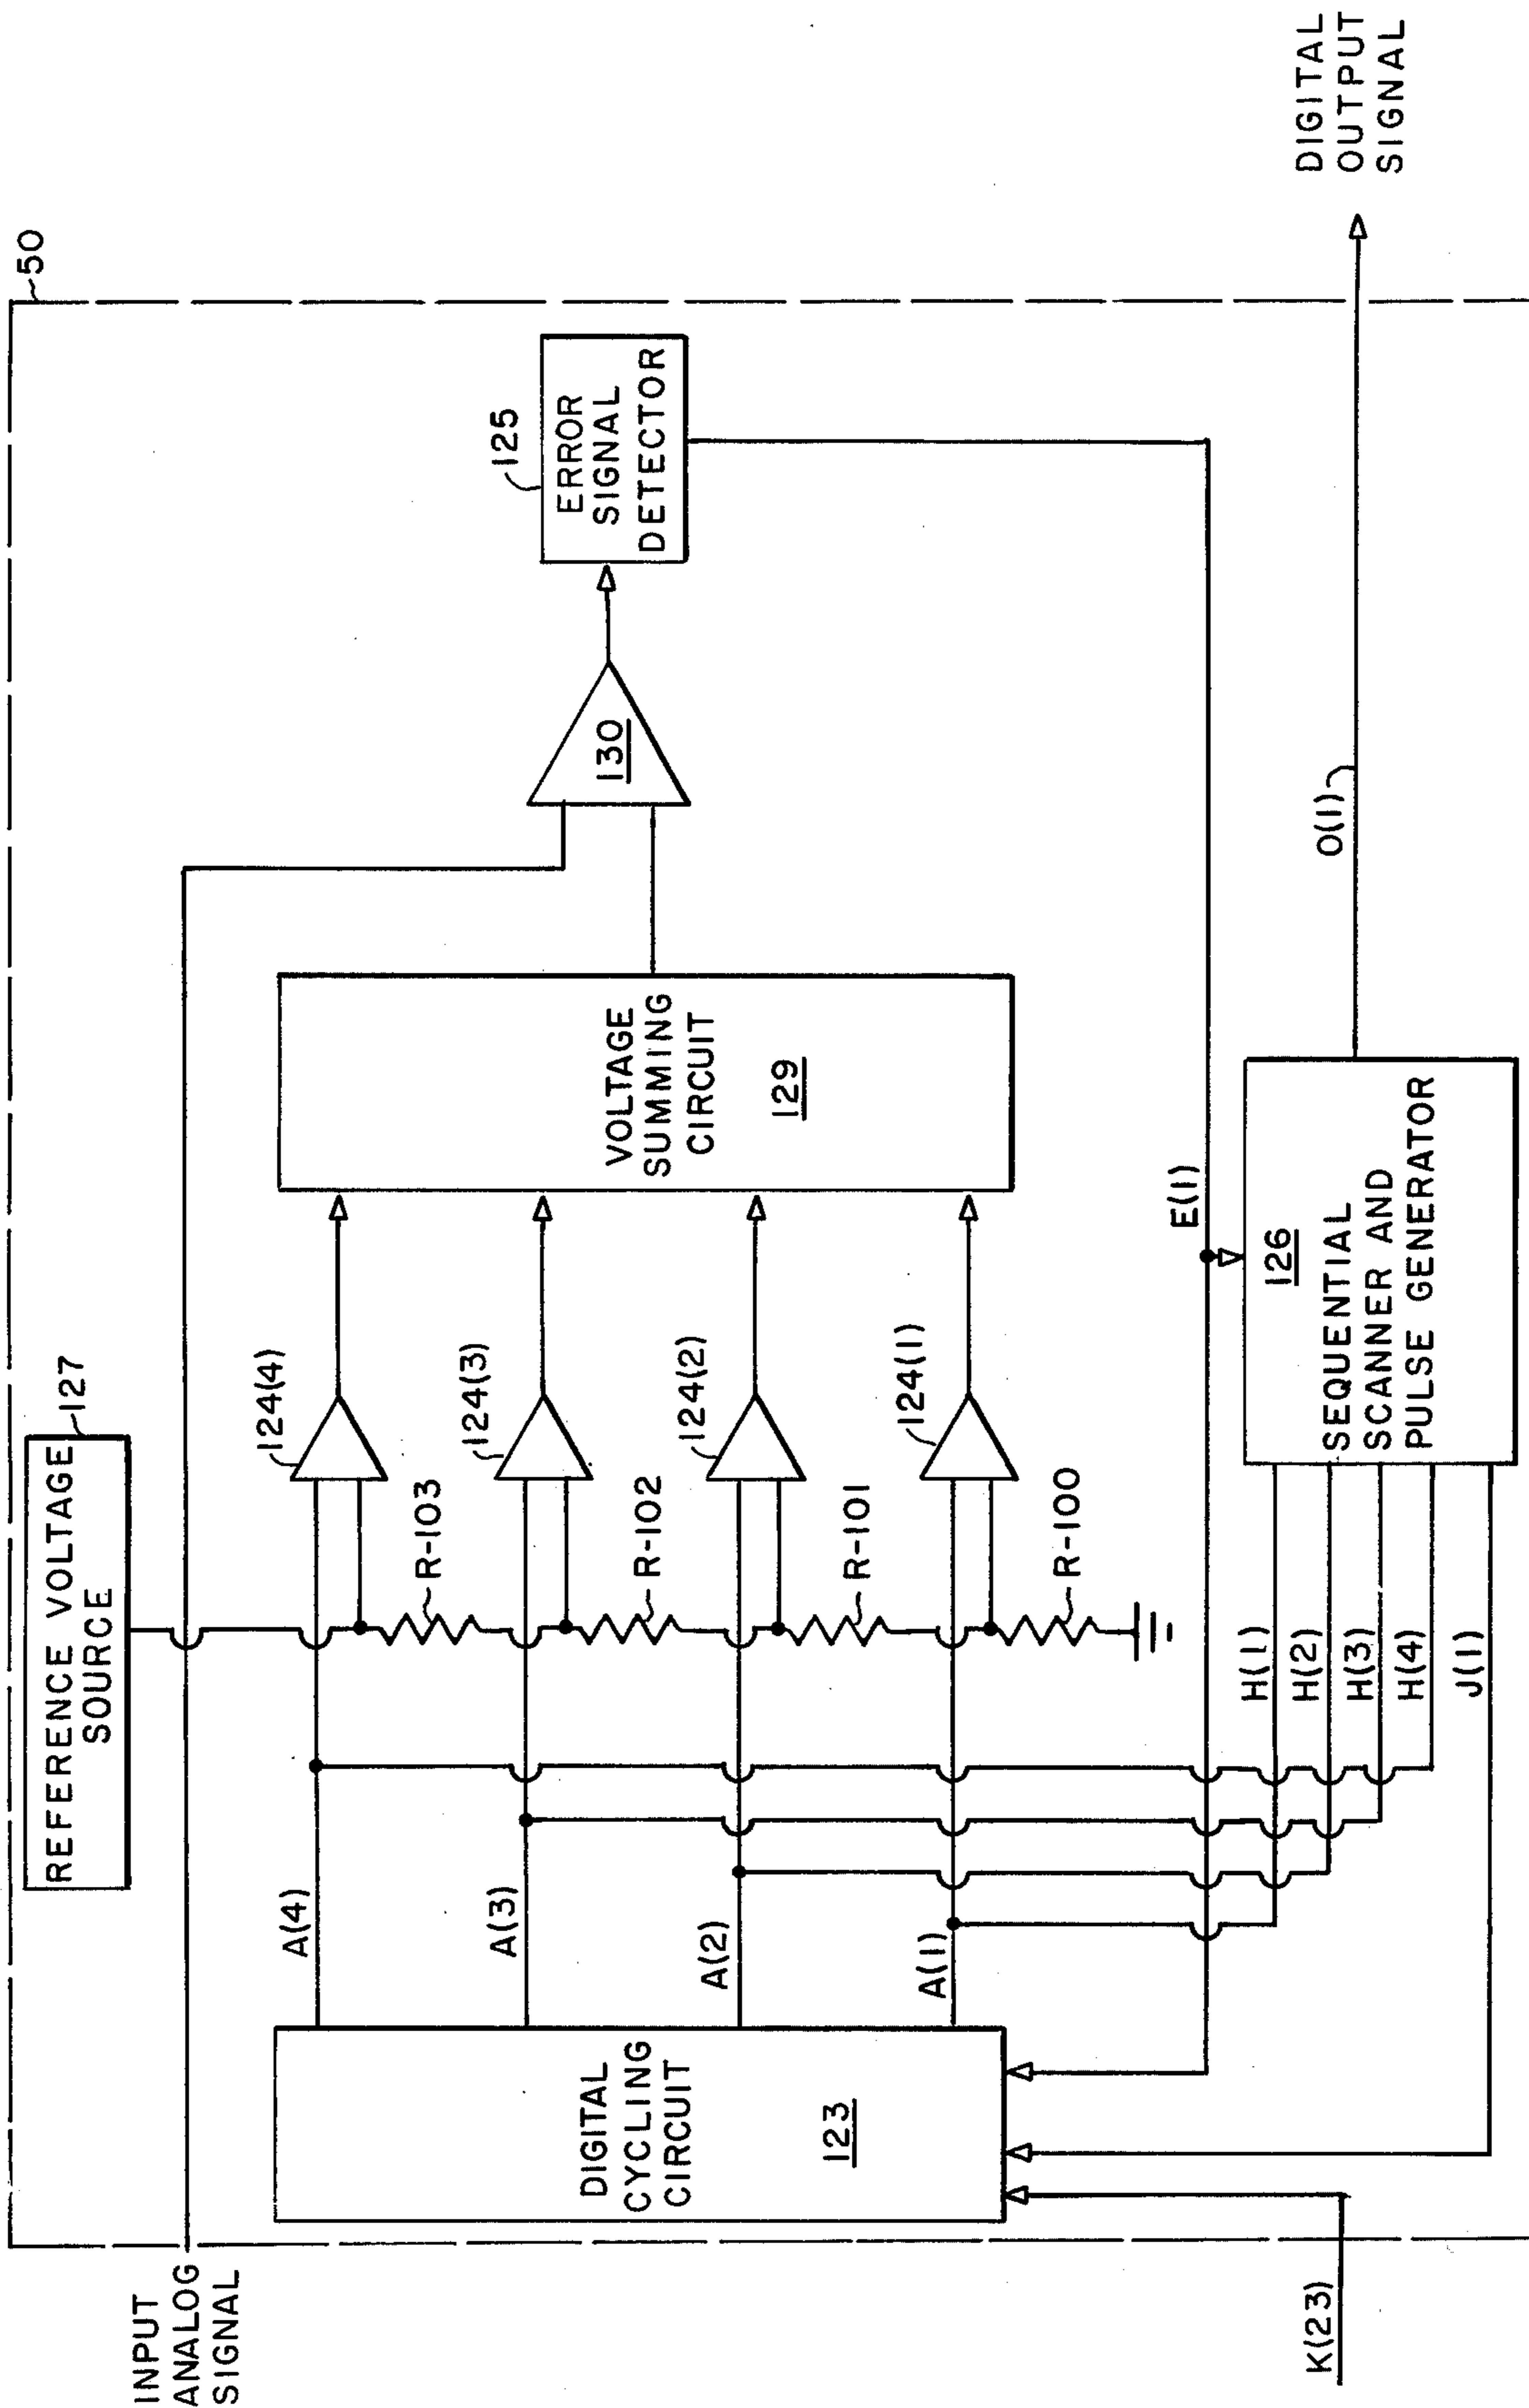 50
REFERENCE VOLTAGE
SOURCE
127
INPUT
ANALOG
SIGNAL
A(4)
124(4)
R-103
A(3)
124(3)
R-102
A(2)
124(2)
R-101
A(1)
124(1)
R-100
DIGITAL
CYCLING
CIRCUIT
123
VOLTAGE
SUMMING
CIRCUIT
129
130
125
ERROR
SIGNAL
DETECTOR
E(1)
H(1)
H(2)
H(3)
H(4)
J(1)
126
SEQUENTIAL
SCANNER AND
PULSE GENERATOR
O(1)
DIGITAL
OUTPUT
SIGNAL
K(23)